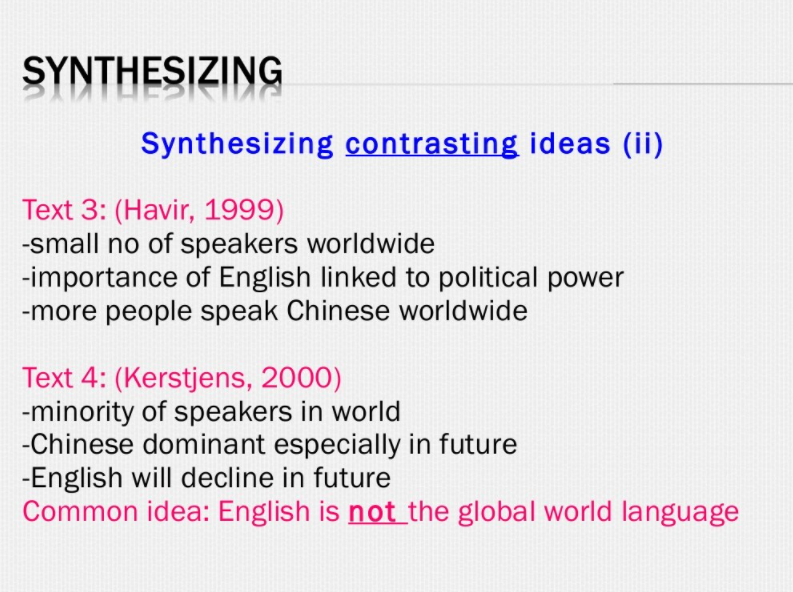 SYNTHESIZING
Synthesizing contrasting ideas (ii)
Text 3: (Havir, 1999)
-small no of speakers worldwide
-importance of English linked to political power
-more people speak Chinese worldwide
Text 4: (Kerstjens, 2000)
-minority of speakers in world
-Chinese dominant especially in future
-English will decline in future
Common idea: English is not the global world language